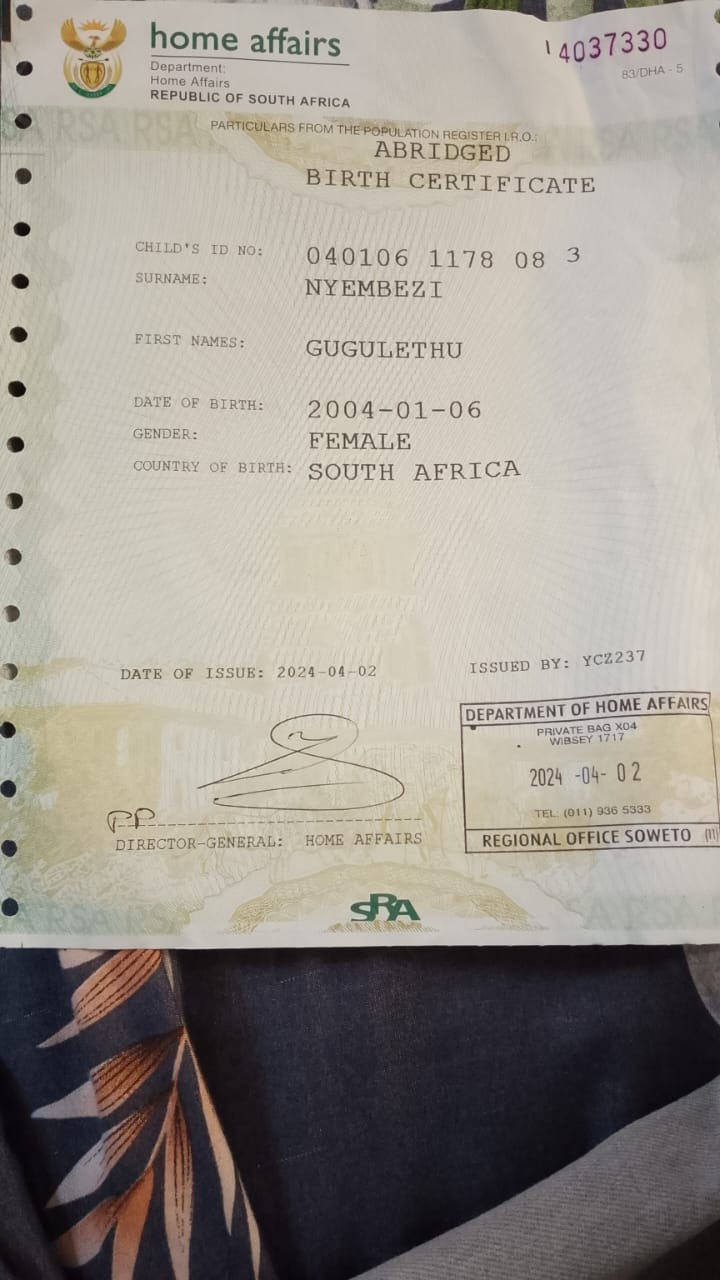 home affairs
14037330
Department:
Home Affairs
REPUBLIC OF SOUTH AFRICA
83/DHA - 5
PARTICULARS FROM THE POPULATION REGISTER I.R.O.:
ABRIDGED
BIRTH CERTIFICATE
CHILD'S ID NO: 040106 1178 08 3
SURNAME: NYEMBEZI
FIRST NAMES: GUGULETHU
DATE OF BIRTH: 2004-01-06
GENDER: FEMALE
COUNTRY OF BIRTH: SOUTH AFRICA
DATE OF ISSUE: 2024-04-02
ISSUED BY: YCZ237
DEPARTMENT OF HOME AFFAIRS
PRIVATE BAG X04
WIBSEY 1717
2024 -04- 02
TEL: (011) 936 5333
REGIONAL OFFICE SOWETO (11)
PP
DIRECTOR-GENERAL: HOME AFFAIRS